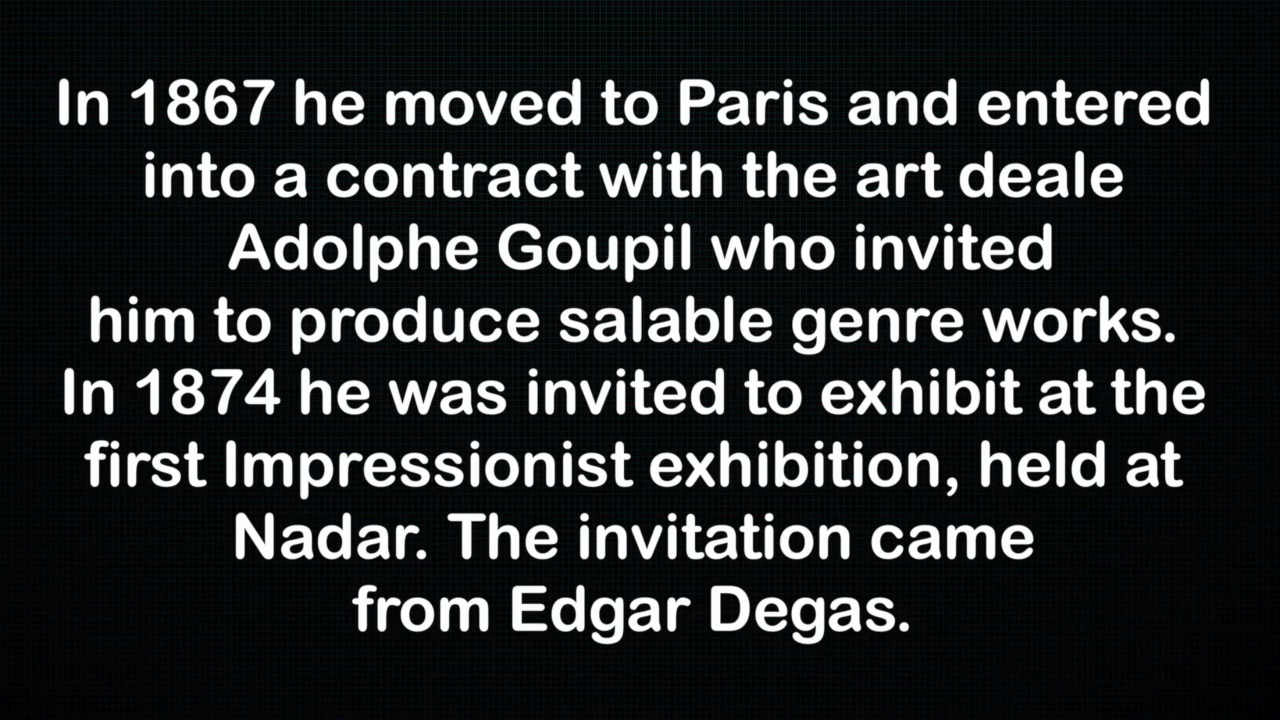 In 1867 he moved to Paris and entered
into a contract with the art deale
Adolphe Goupil who invited
him to produce salable genre works.
In 1874 he was invited to exhibit at the
first Impressionist exhibition, held at
Nadar. The invitation came
from Edgar Degas.